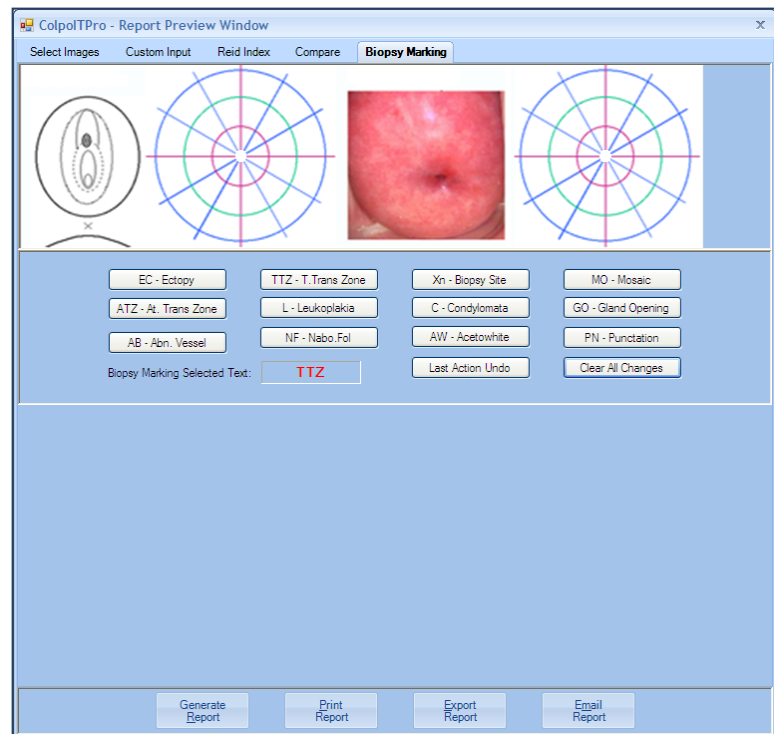 ColpoITPro - Report Preview Window
x
Select Images Custom Input Reid Index Compare Biopsy Marking
EC - Ectopy TTZ - T.Trans Zone Xn - Biopsy Site MO - Mosaic
ATZ - At. Trans Zone L - Leukoplakia C - Condylomata GO - Gland Opening
AB - Abn. Vessel NF - Nabo.Fol AW - Acetowhite PN - Punctation
Biopsy Marking Selected Text: TTZ Last Action Undo Clear All Changes
Generate Report
Print Report
Export Report
Email Report